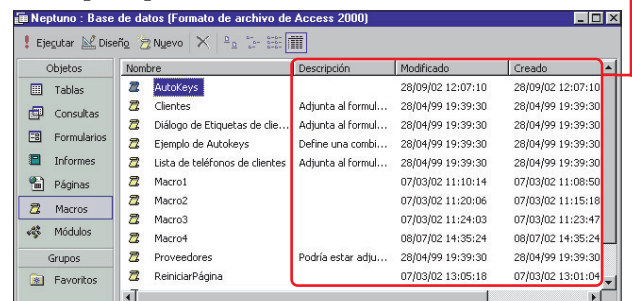 Neptuno : Base de datos (Formato de archivo de Access 2000)
Ejecutar Diseño Nuevo
Objetos Nombre Descripción Modificado Creado
Tablas AutoKeys 28/09/02 12:07:10 28/09/02 12:07:10
Consultas Clientes Adjunta al formul... 28/04/99 19:39:30 28/04/99 19:39:30
Diálogo de Etiquetas de clie... Adjunta al formul... 28/04/99 19:39:30 28/04/99 19:39:30
Formularios Ejemplo de Autokeys Define una combi... 28/04/99 19:39:30 28/04/99 19:39:30
Informes Lista de teléfonos de clientes Adjunta al formul... 28/04/99 19:39:30 28/04/99 19:39:30
Páginas Macro1 07/03/02 11:10:14 07/03/02 11:08:50
Macros Macro2 07/03/02 11:20:06 07/03/02 11:15:18
Macro3 07/03/02 11:24:03 07/03/02 11:23:47
Módulos Macro4 08/07/02 14:35:24 08/07/02 14:35:24
Grupos Proveedores Podría estar adju... 28/04/99 19:39:30 28/04/99 19:39:30
Favoritos ReiniciarPágina 07/03/02 13:05:18 07/03/02 13:01:04